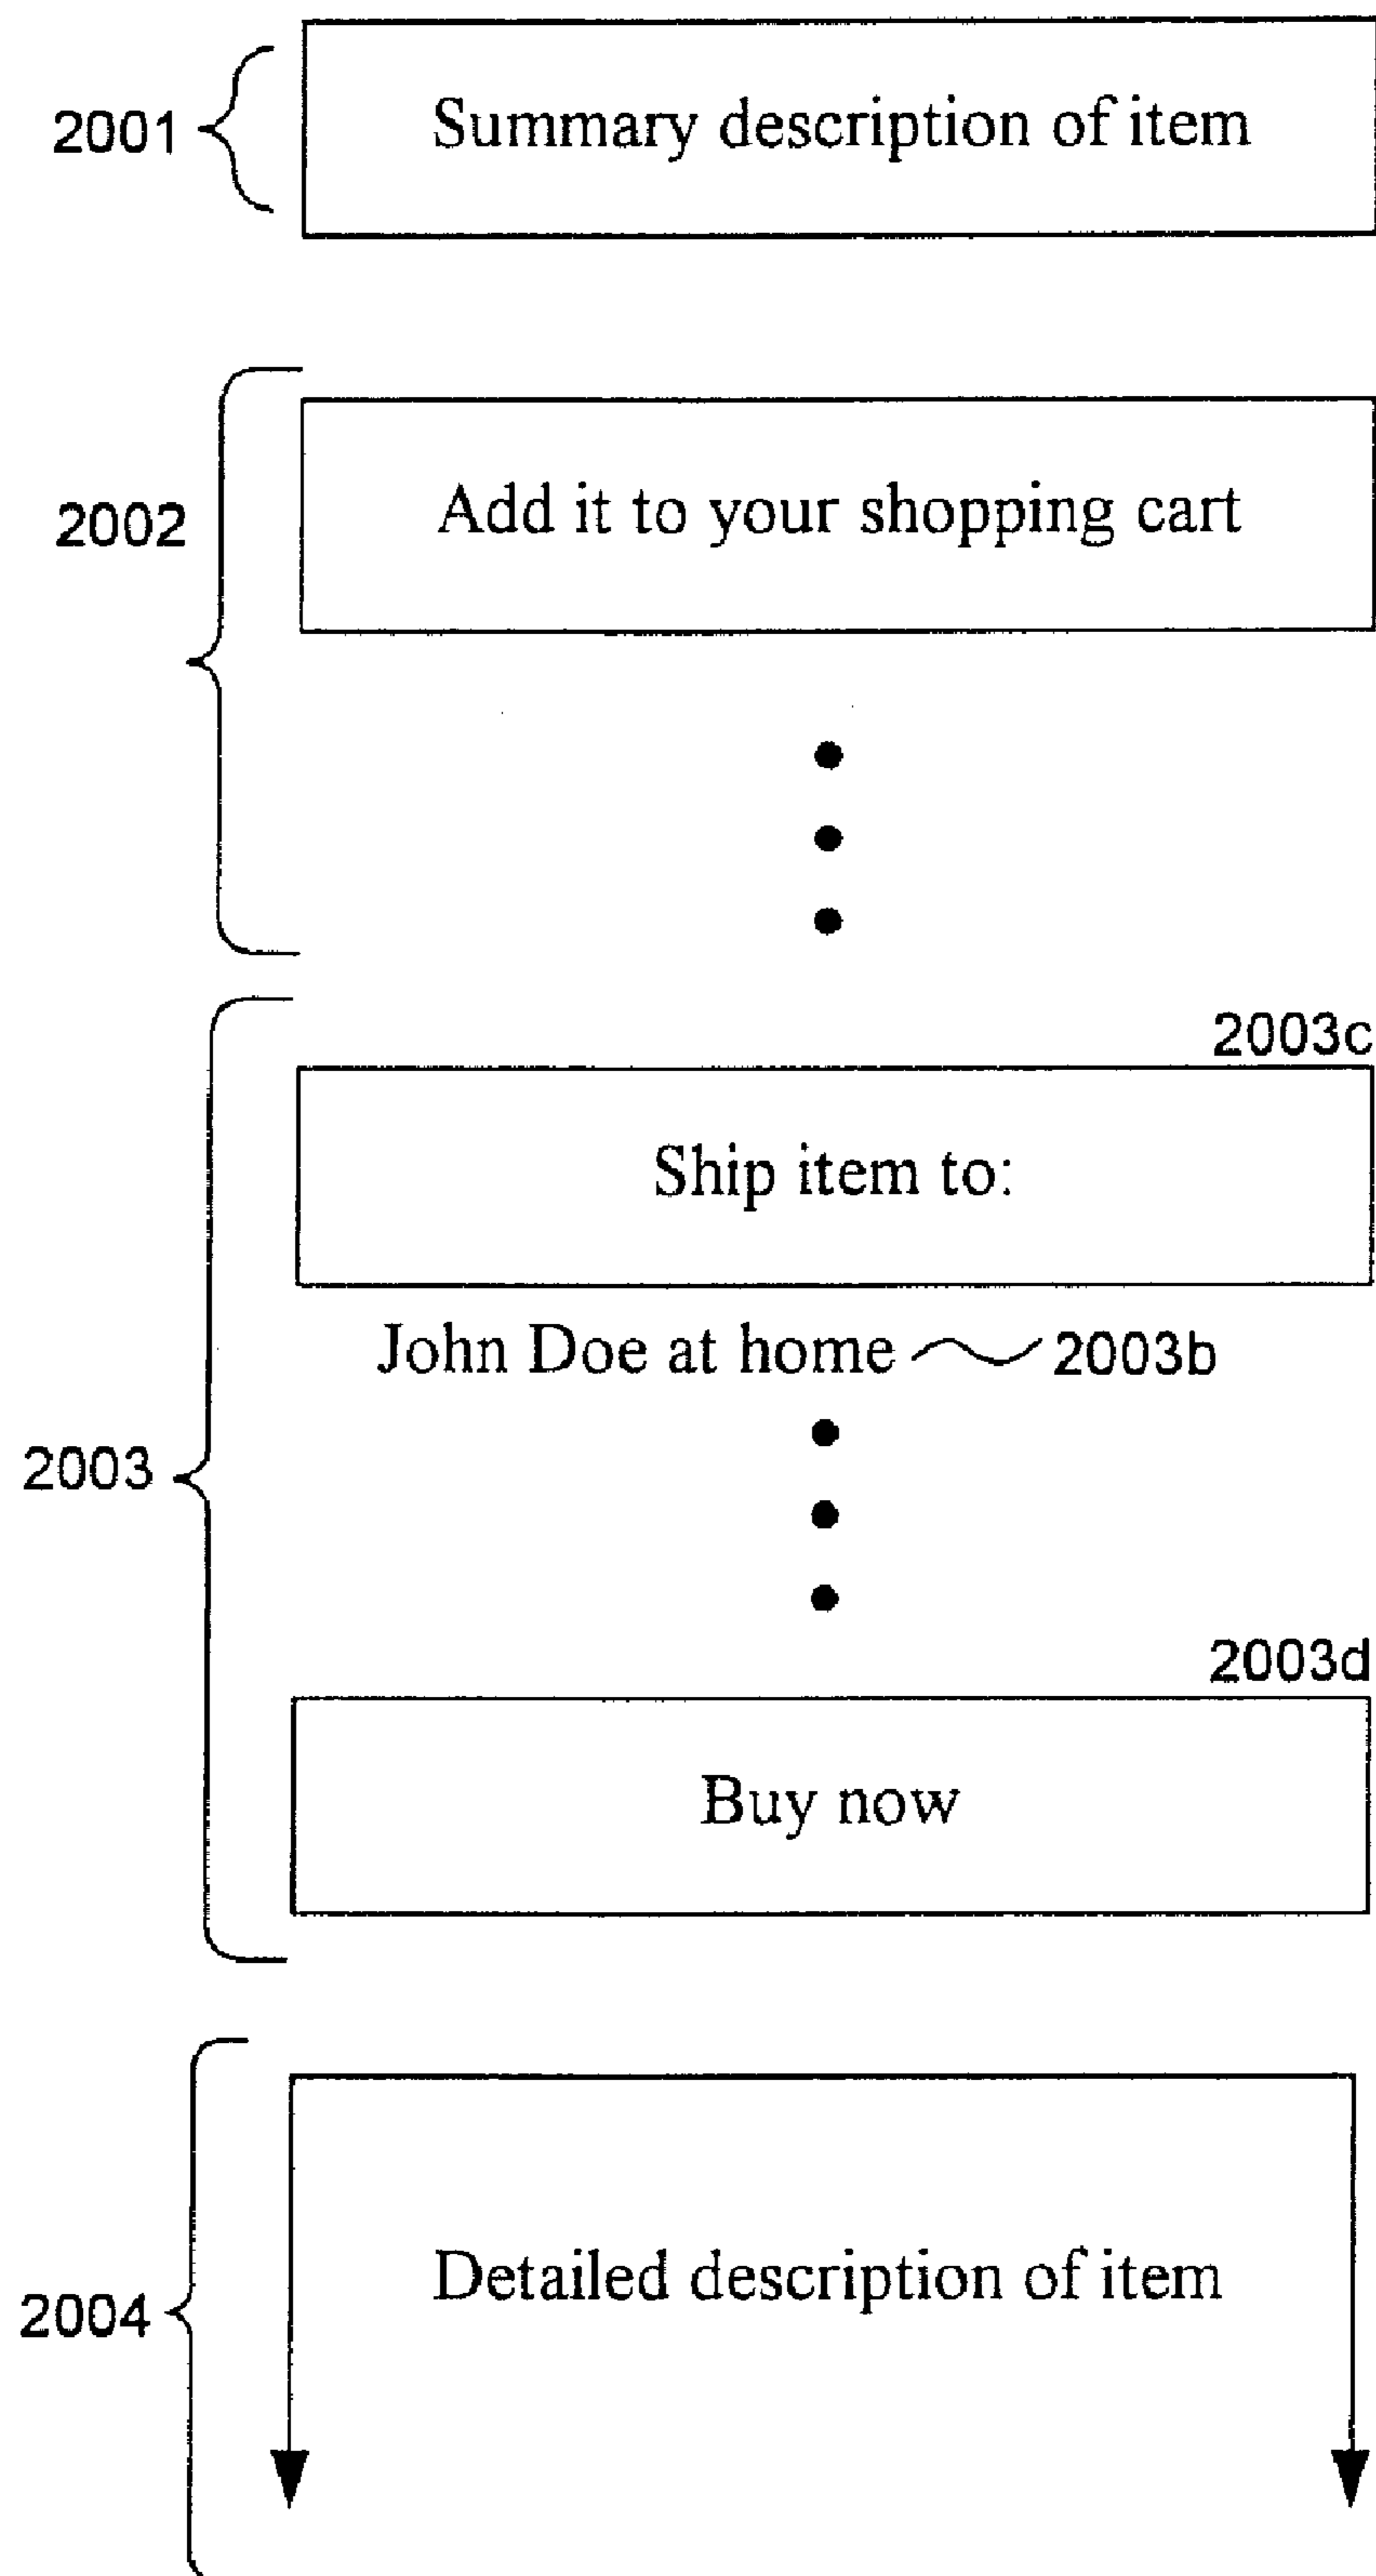 2001 Summary description of item
2002 Add it to your shopping cart
2003c
Ship item to:
John Doe at home 2003b
2003
2003d
Buy now
2004 Detailed description of item